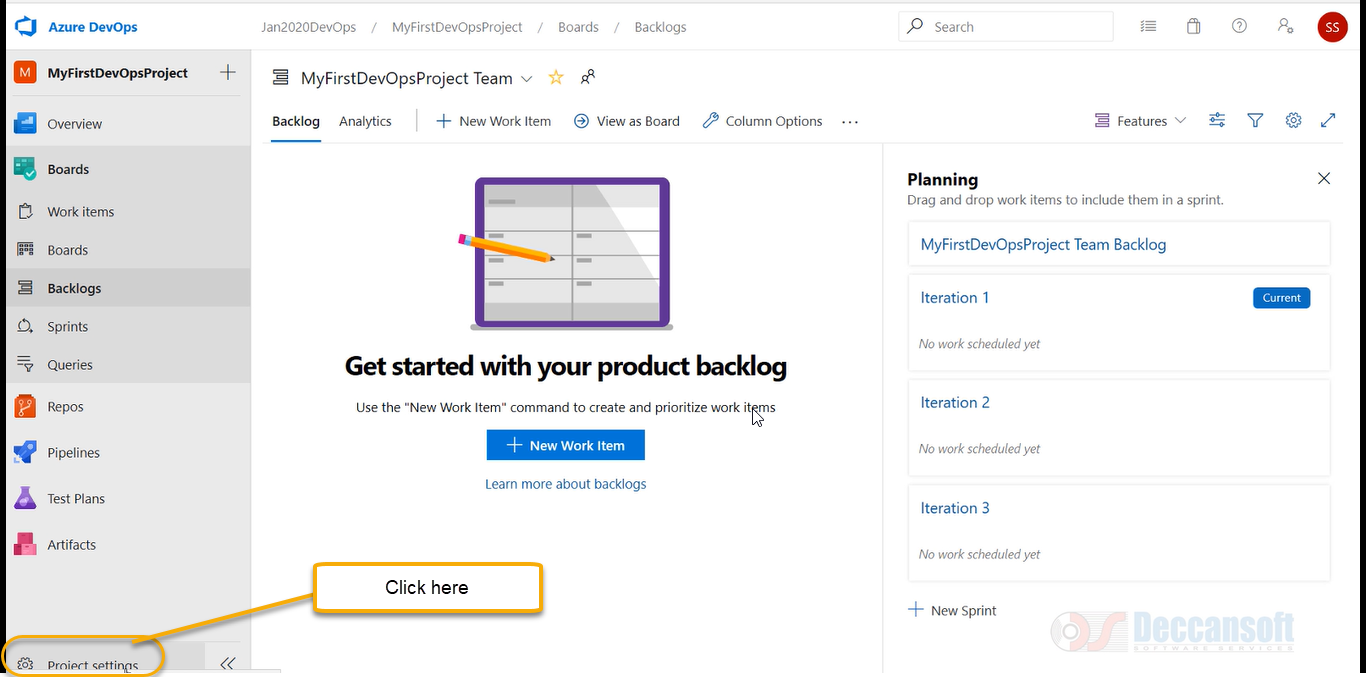 Azure DevOps
Jan2020DevOps / MyFirstDevOpsProject / Boards / Backlogs
Search
SS
M MyFirstDevOpsProject
Overview
Boards
Work items
Boards
Backlogs
Sprints
Queries
Repos
Pipelines
Test Plans
Artifacts
Project settings
MyFirstDevOpsProject Team
Backlog Analytics New Work Item View as Board Column Options ... Features
Get started with your product backlog
Use the "New Work Item" command to create and prioritize work items
New Work Item
Learn more about backlogs
Click here
Planning
Drag and drop work items to include them in a sprint.
MyFirstDevOpsProject Team Backlog
Iteration 1 Current
No work scheduled yet
Iteration 2
No work scheduled yet
Iteration 3
No work scheduled yet
New Sprint
DS Deccansoft
SOFTWARE SERVICES